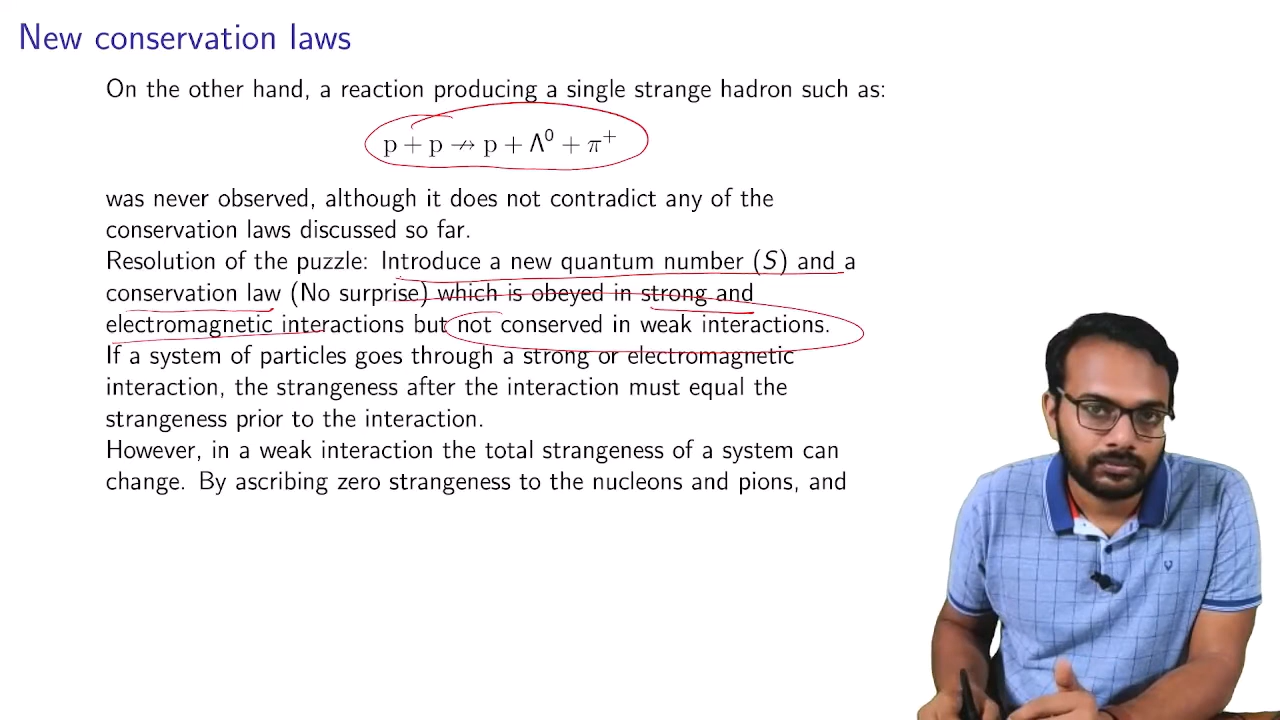 New conservation laws
On the other hand, a reaction producing a single strange hadron such as:
p + p ↛ p + Λ⁰ + π⁺
was never observed, although it does not contradict any of the
conservation laws discussed so far.
Resolution of the puzzle: Introduce a new quantum number (S) and a
conservation law (No surprise) which is obeyed in strong and
electromagnetic interactions but not conserved in weak interactions.
If a system of particles goes through a strong or electromagnetic
interaction, the strangeness after the interaction must equal the
strangeness prior to the interaction.
However, in a weak interaction the total strangeness of a system can
change. By ascribing zero strangeness to the nucleons and pions, and